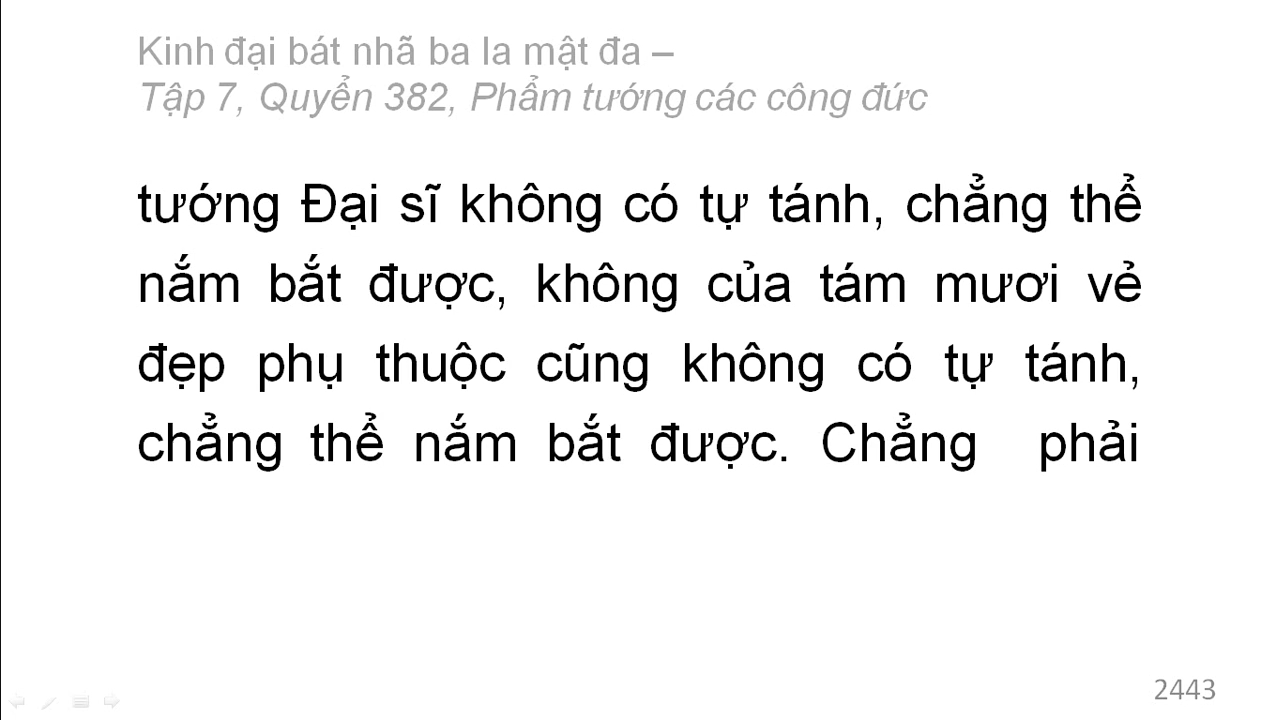 Kinh đại bát nhã ba la mật đa –
Tập 7, Quyển 382, Phẩm tướng các công đức
tướng Đại sĩ không có tự tánh, chẳng thể
nắm bắt được, không của tám mươi vẻ
đẹp phụ thuộc cũng không có tự tánh,
chẳng thể nắm bắt được. Chẳng phải
2443